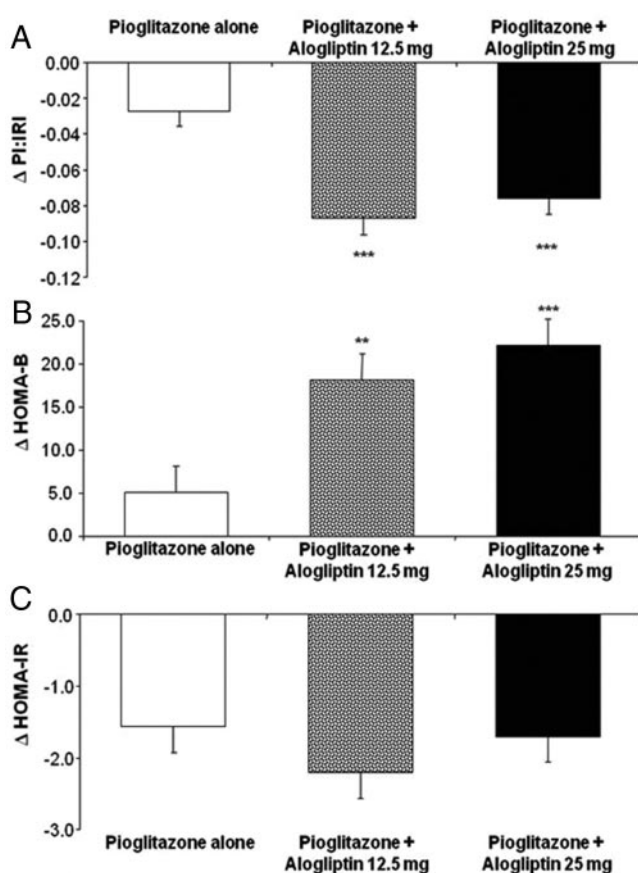 A
Pioglitazone alone
Pioglitazone +
Alogliptin 12.5 mg
Pioglitazone +
Alogliptin 25 mg
Δ PI:IRI
0.00
-0.02
-0.04
-0.06
-0.08
-0.10
-0.12
***
***
B
Δ HOMA-B
25.0
20.0
15.0
10.0
5.0
0.0
**
***
Pioglitazone alone
Pioglitazone +
Alogliptin 12.5 mg
Pioglitazone +
Alogliptin 25 mg
C
Δ HOMA-IR
0.0
-1.0
-2.0
-3.0
Pioglitazone alone
Pioglitazone +
Alogliptin 12.5 mg
Pioglitazone +
Alogliptin 25 mg